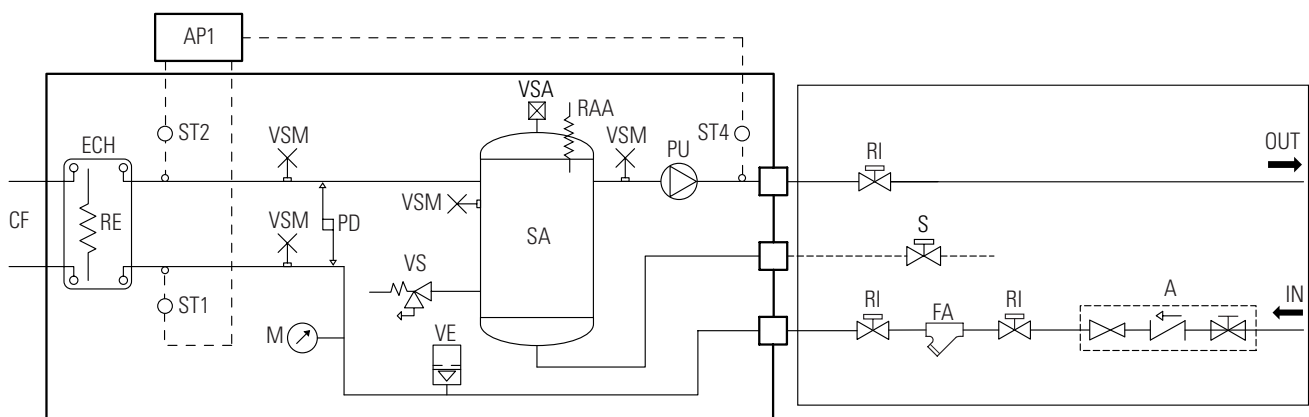 AP1
VSA
RAA
ECH
ST2
VSM
VSM
PU
ST4
RI
OUT
CF
RE
VSM
PD
VSM
SA
S
VS
ST1
M
VE
RI
FA
RI
A
IN